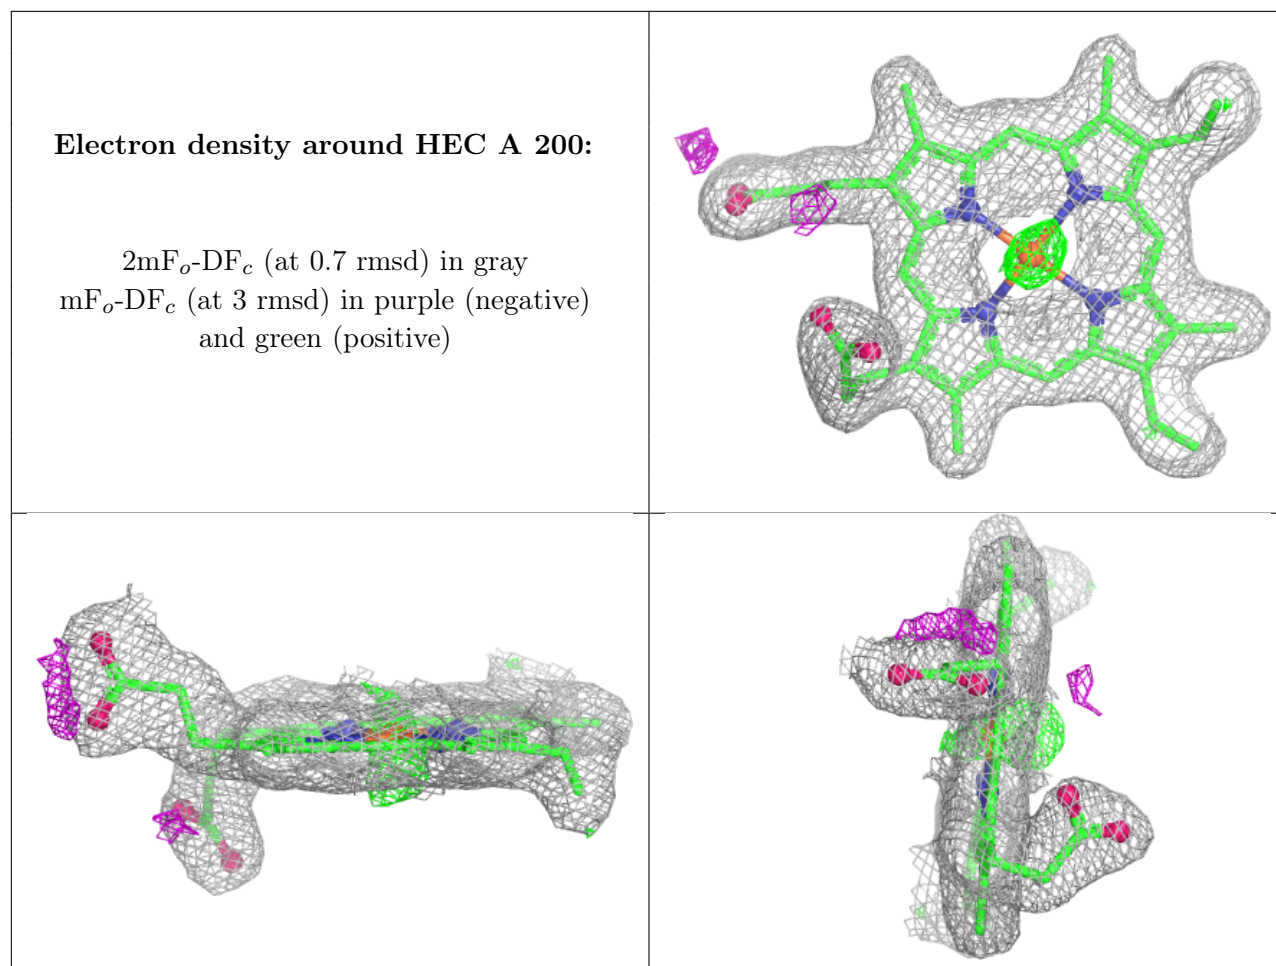 Electron density around HEC A 200:
2mFo-DFc (at 0.7 rmsd) in gray
mFo-DFc (at 3 rmsd) in purple (negative)
and green (positive)